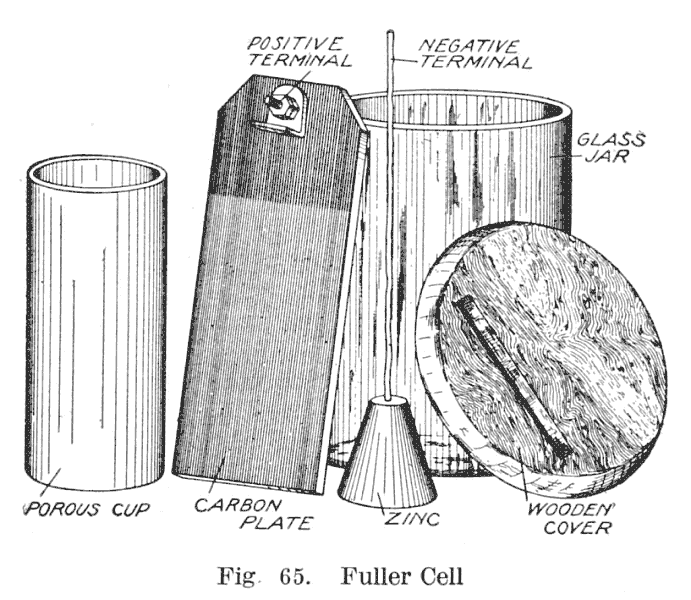 POSITIVE
TERMINAL
NEGATIVE
TERMINAL
GLASS
JAR
POROUS CUP
CARBON
PLATE
ZINC
WOODEN
COVER
Fig. 65. Fuller Cell